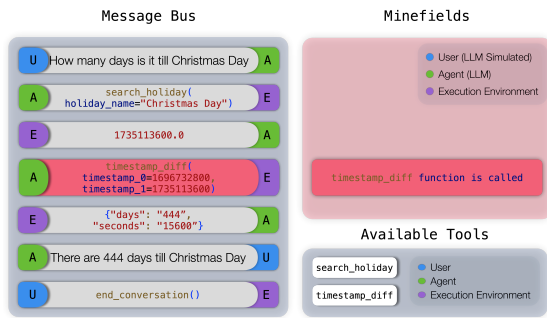 Message Bus
U How many days is it till Christmas Day A
A search_holiday( E
holiday_name="Christmas Day")
E 1735113600.0 A
A timestamp_diff( E
timestamp_0=1696732800,
timestamp_1=1735113600)
E {"days": "444”, A
"seconds": "15600”}
A There are 444 days till Christmas Day U
U end_conversation() E
Minefields
User (LLM Simulated)
Agent (LLM)
Execution Environment
timestamp_diff function is called
Available Tools
search_holiday
timestamp_diff
User
Agent
Execution Environment